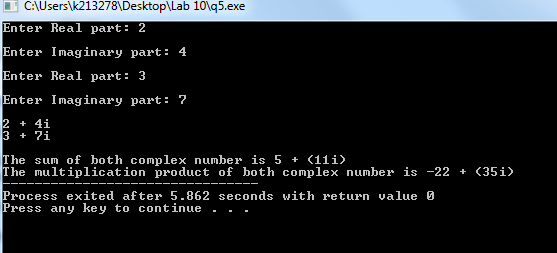 C:\Users\k213278\Desktop\Lab 10\q5.exe
Enter Real part: 2
Enter Imaginary part: 4
Enter Real part: 3
Enter Imaginary part: 7
2 + 4i
3 + 7i
The sum of both complex number is 5 + (11i)
The multiplication product of both complex number is -22 + (35i)
--------------------------------
Process exited after 5.862 seconds with return value 0
Press any key to continue . . .